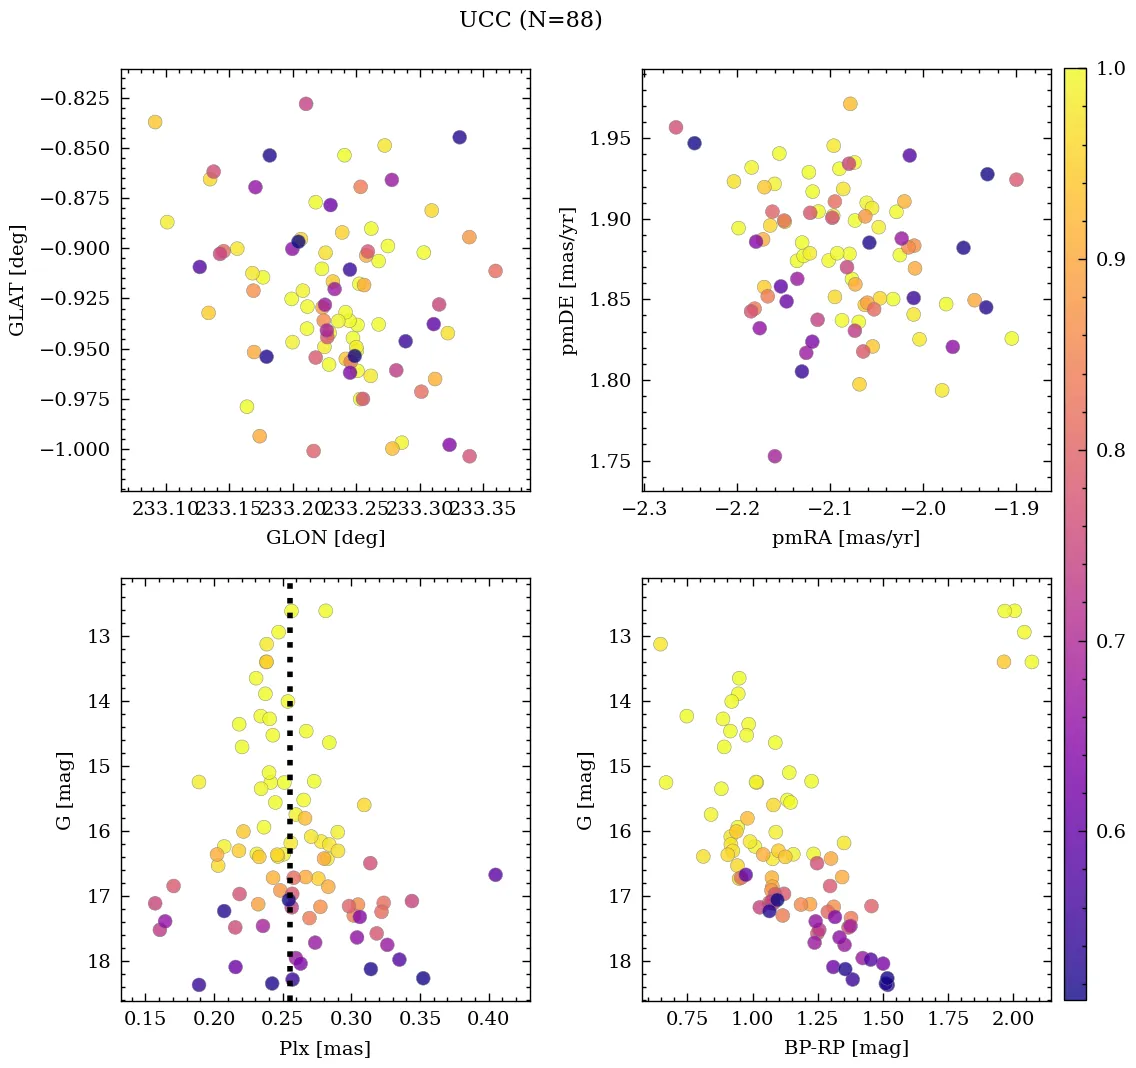 UCC (N=88)
−0.825
−0.850
−0.875
−0.900
−0.925
−0.950
−0.975
−1.000
GLAT [deg]
233.10 233.15 233.20 233.25 233.30 233.35
GLON [deg]
1.95
1.90
1.85
1.80
1.75
pmDE [mas/yr]
−2.3 −2.2 −2.1 −2.0 −1.9
pmRA [mas/yr]
1.0
0.9
0.8
0.7
0.6
13
14
15
16
17
18
G [mag]
0.15 0.20 0.25 0.30 0.35 0.40
Plx [mas]
13
14
15
16
17
18
G [mag]
0.75 1.00 1.25 1.50 1.75 2.00
BP-RP [mag]